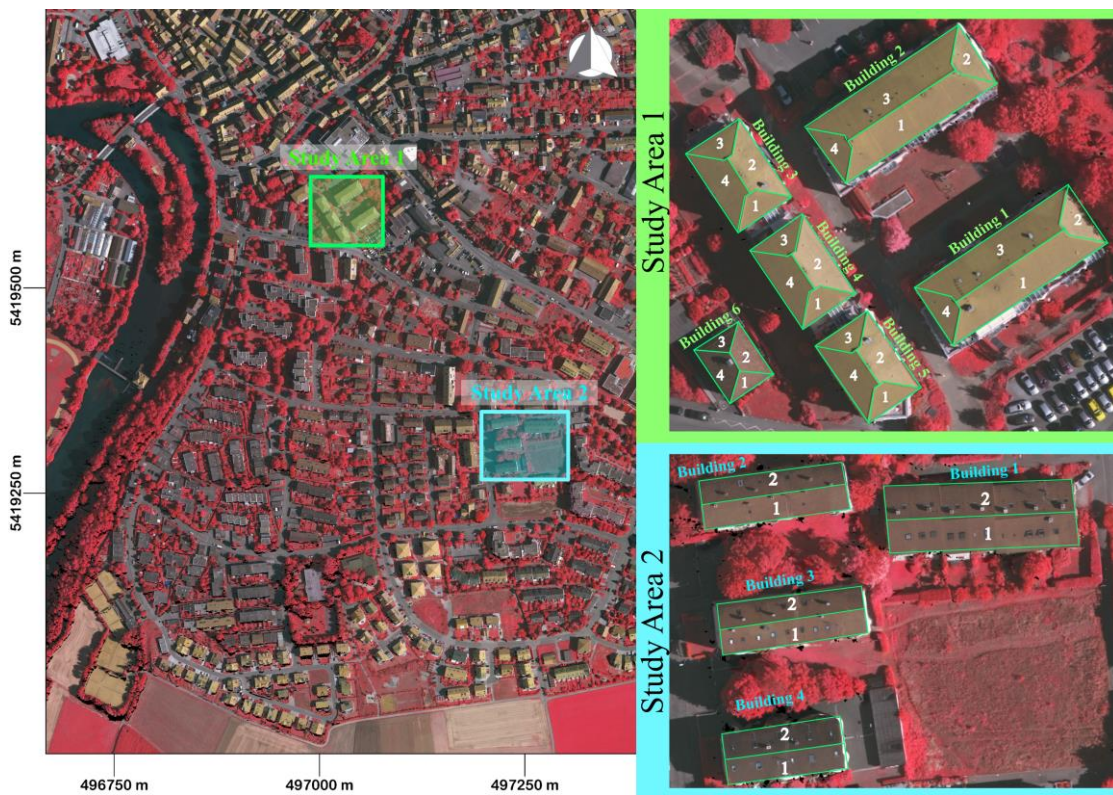 Study Area 1
Study Area 2
5419500 m
5419250 m
496750 m
497000 m
497250 m
Study Area 1
Building 2
2
3
1
4
Building 3
3
2
4
1
Building 1
2
3
1
4
Building 4
3
2
4
1
Building 6
3
2
4
1
Building 5
3
2
4
1
Study Area 2
Building 2
2
1
Building 1
2
1
Building 3
2
1
Building 4
2
1